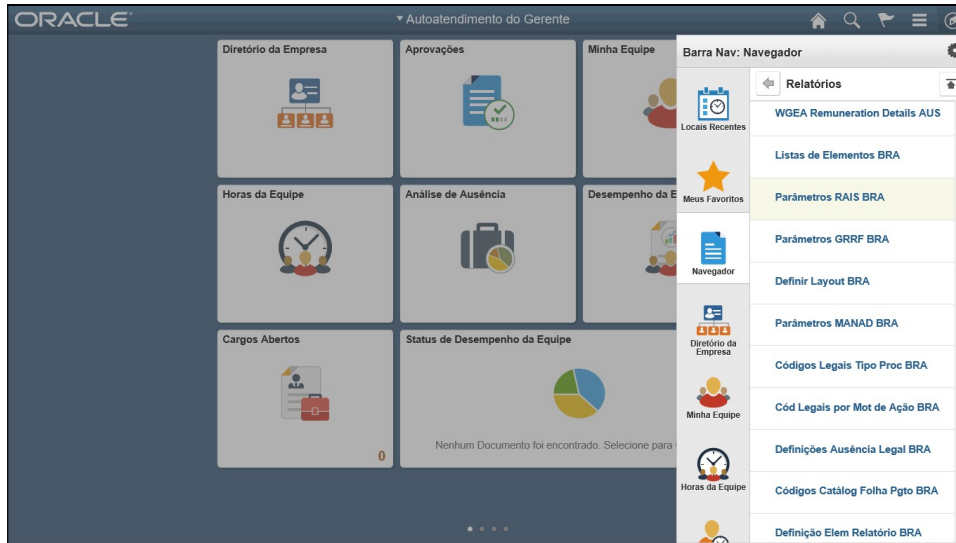 ORACLE
Autoatendimento do Gerente
Diretório da Empresa
Aprovações
Minha Equipe
Horas da Equipe
Análise de Ausência
Desempenho da E
Cargos Abertos
0
Status de Desempenho da Equipe
Nenhum Documento foi encontrado. Selecione para
Barra Nav: Navegador
Locais Recentes
Meus Favoritos
Navegador
Diretório da
Empresa
Minha Equipe
Horas da Equipe
Relatórios
WGEA Remuneration Details AUS
Listas de Elementos BRA
Parâmetros RAIS BRA
Parâmetros GRRF BRA
Definir Layout BRA
Parâmetros MANAD BRA
Códigos Legais Tipo Proc BRA
Cód Legais por Mot de Ação BRA
Definições Ausência Legal BRA
Códigos Catálg Folha Pgto BRA
Definição Elem Relatório BRA